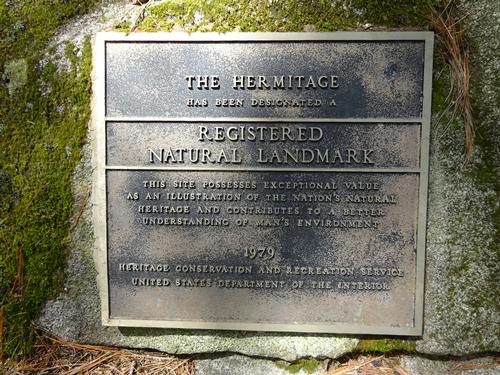 THE HERMITAGE
HAS BEEN DESIGNATED A
REGISTERED
NATURAL LANDMARK
THIS SITE POSSESSES EXCEPTIONAL VALUE
AS AN ILLUSTRATION OF THE NATION'S NATURAL
HERITAGE AND CONTRIBUTES TO A BETTER
UNDERSTANDING OF MAN'S ENVIRONMENT
1979
HERITAGE CONSERVATION AND RECREATION SERVICE
UNITED STATES DEPARTMENT OF THE INTERIOR